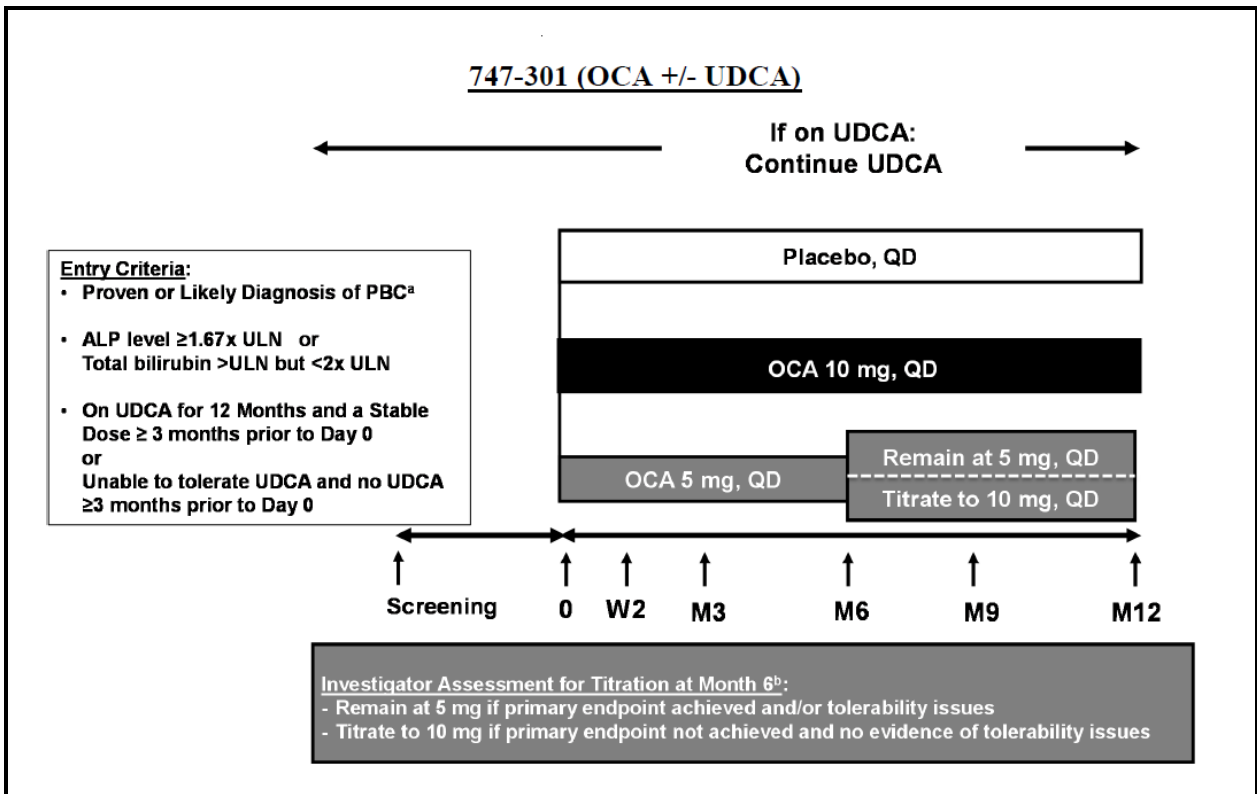 747-301 (OCA +/- UDCA)
If on UDCA:
Continue UDCA
Placebo, QD
Entry Criteria:
• Proven or Likely Diagnosis of PBCᵃ
• ALP level ≥1.67x ULN or
Total bilirubin >ULN but <2x ULN
• On UDCA for 12 Months and a Stable
Dose ≥ 3 months prior to Day 0
or
Unable to tolerate UDCA and no UDCA
≥3 months prior to Day 0
OCA 10 mg, QD
OCA 5 mg, QD
Remain at 5 mg, QD
Titrate to 10 mg, QD
Screening
0
W2
M3
M6
M9
M12
Investigator Assessment for Titration at Month 6ᵇ:
- Remain at 5 mg if primary endpoint achieved and/or tolerability issues
- Titrate to 10 mg if primary endpoint not achieved and no evidence of tolerability issues